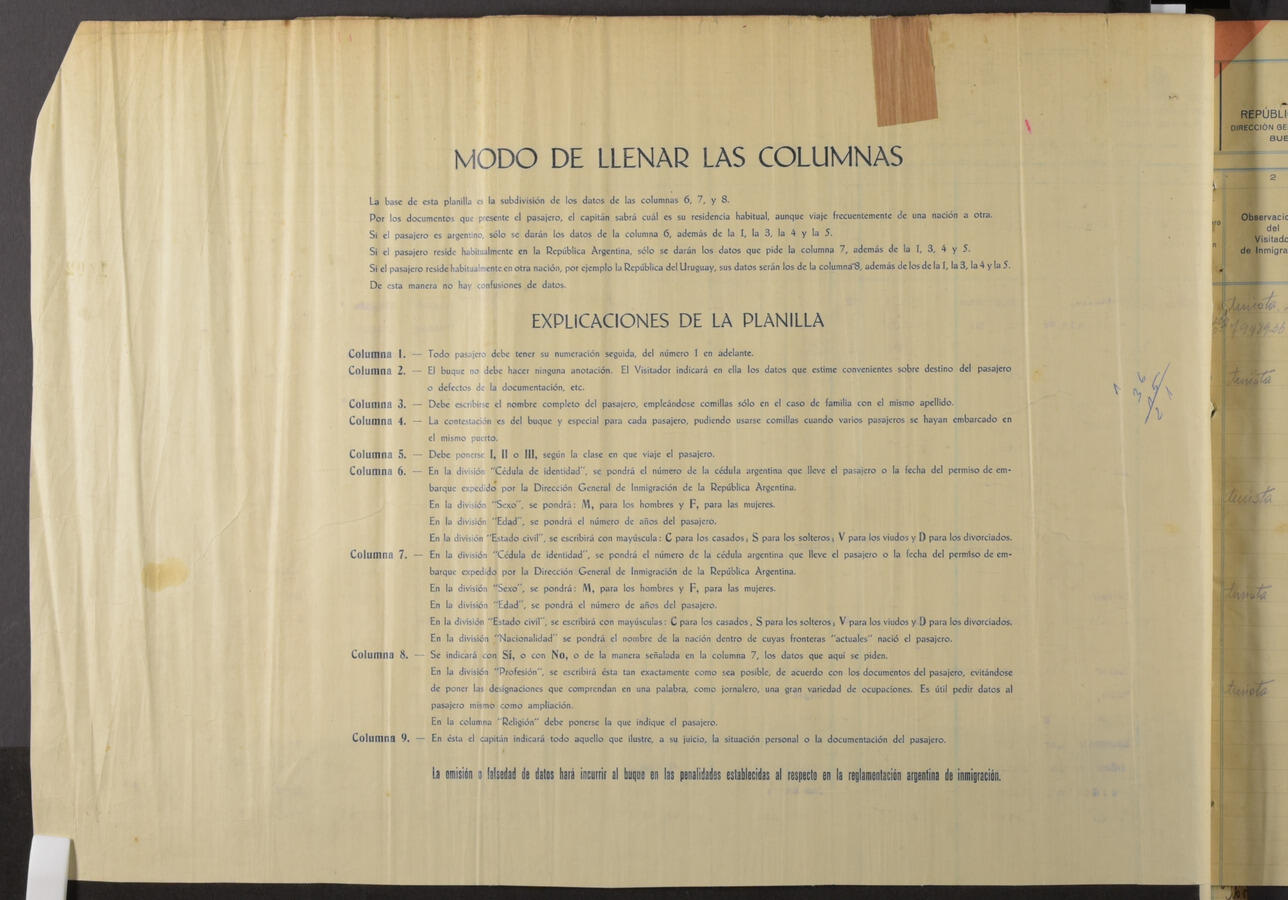 MODO DE LLENAR LAS COLUMNAS
La base de esta planilla es la subdivisión de los datos de las columnas 6, 7, y 8.
Por los documentos que presente el pasajero, el capitán sabrá cuál es su residencia habitual, aunque viaje frecuentemente de una nación a otra.
Si el pasajero es argentino, sólo se darán los datos de la columna 6, además de la 1, la 3, la 4 y la 5.
Si el pasajero reside habitualmente en la República Argentina, sólo se darán los datos que pide la columna 7, además de la 1, 3, 4 y 5.
Si el pasajero reside habitualmente en otra nación, por ejemplo la República del Uruguay, sus datos serán los de la columna 8, además de los de la 1, la 3, la 4 y la 5.
De esta manera no hay confusiones de datos.
EXPLICACIONES DE LA PLANILLA
Columna 1. — Todo pasajero debe tener su numeración seguida, del número 1 en adelante.
Columna 2. — El buque no debe hacer ninguna anotación. El Visitador indicará en ella los datos que estime convenientes sobre destino del pasajero
o defectos de la documentación, etc.
Columna 3. — Debe escribirse el nombre completo del pasajero, empleándose comillas sólo en el caso de familia con el mismo apellido.
Columna 4. — La contestación es del buque y especial para cada pasajero, pudiendo usarse comillas cuando varios pasajeros se hayan embarcado en
el mismo puerto.
Columna 5. — Debe ponerse I, II o III, según la clase en que viaje el pasajero.
Columna 6. — En la división "Cédula de identidad", se pondrá el número de la cédula argentina que lleve el pasajero o la fecha del permiso de em-
barque expedido por la Dirección General de Inmigración de la República Argentina.
En la división "Sexo", se pondrá: M, para los hombres y F, para las mujeres.
En la división "Edad", se pondrá el número de años del pasajero.
En la división "Estado civil", se escribirá con mayúscula: C para los casados; S para los solteros; V para los viudos y D para los divorciados.
Columna 7. — En la división "Cédula de identidad", se pondrá el número de la cédula argentina que lleve el pasajero o la fecha del permiso de em-
barque expedido por la Dirección General de Inmigración de la República Argentina.
En la división "Sexo", se pondrá: M, para los hombres y F, para las mujeres.
En la división "Edad", se pondrá el número de años del pasajero.
En la división "Estado civil", se escribirá con mayúsculas: C para los casados, S para los solteros; V para los viudos y D para los divorciados.
En la división "Nacionalidad" se pondrá el nombre de la nación dentro de cuyas fronteras "actuales" nació el pasajero.
Columna 8. — Se indicará con Sí, o con No, o de la manera señalada en la columna 7, los datos que aquí se piden.
En la división "Profesión", se escribirá ésta tan exactamente como sea posible, de acuerdo con los documentos del pasajero, evitándose
de poner las designaciones que comprendan en una palabra, como jornalero, una gran variedad de ocupaciones. Es útil pedir datos al
pasajero mismo como ampliación.
En la columna "Religión" debe ponerse la que indique el pasajero.
Columna 9. — En ésta el capitán indicará todo aquello que ilustre, a su juicio, la situación personal o la documentación del pasajero.
La omisión o falsedad de datos hará incurrir al buque en las penalidades establecidas al respecto en la reglamentación argentina de inmigración.
REPÚBLI
DIRECCIÓN GE
BUE
2
Observacio
del
Visitado
de Inmigra
turista
turista
turista
turista
turista